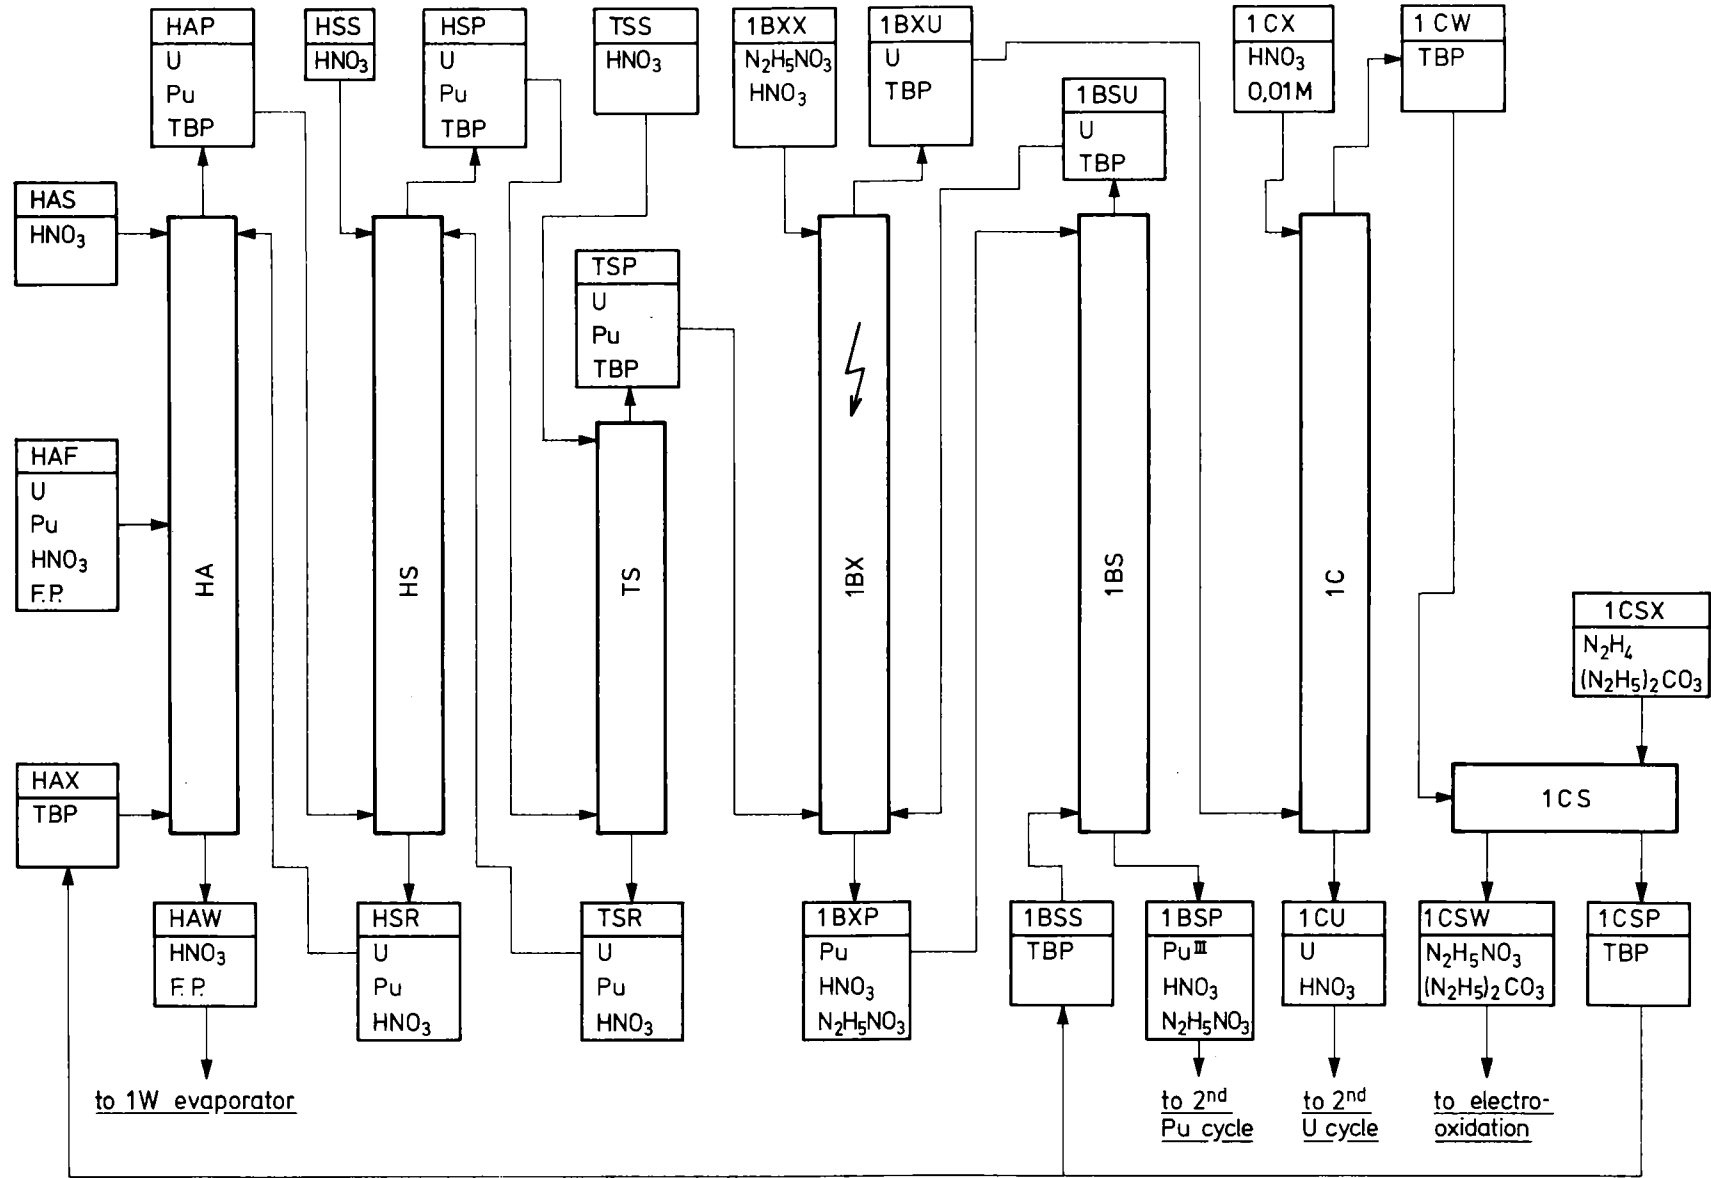 HAP
U
Pu
TBP
HSS
HNO₃
HSP
U
Pu
TBP
TSS
HNO₃
1BXX
N₂H₅NO₃
HNO₃
1BXU
U
TBP
1BSU
U
TBP
1CX
HNO₃
0,01M
1CW
TBP
HAS
HNO₃
TSP
U
Pu
TBP
HAF
U
Pu
HNO₃
F.P.
HA
HS
TS
1BX
1BS
1C
1CSX
N₂H₄
(N₂H₅)₂CO₃
HAX
TBP
1CS
HAW
HNO₃
F.P.
HSR
U
Pu
HNO₃
TSR
U
Pu
HNO₃
1BXP
Pu
HNO₃
N₂H₅NO₃
1BSS
TBP
1BSP
Puᴵᴵᴵ
HNO₃
N₂H₅NO₃
1CU
U
HNO₃
1CSW
N₂H₅NO₃
(N₂H₅)₂CO₃
1CSP
TBP
to 1W evaporator
to 2nd
Pu cycle
to 2nd
U cycle
to electro-
oxidation